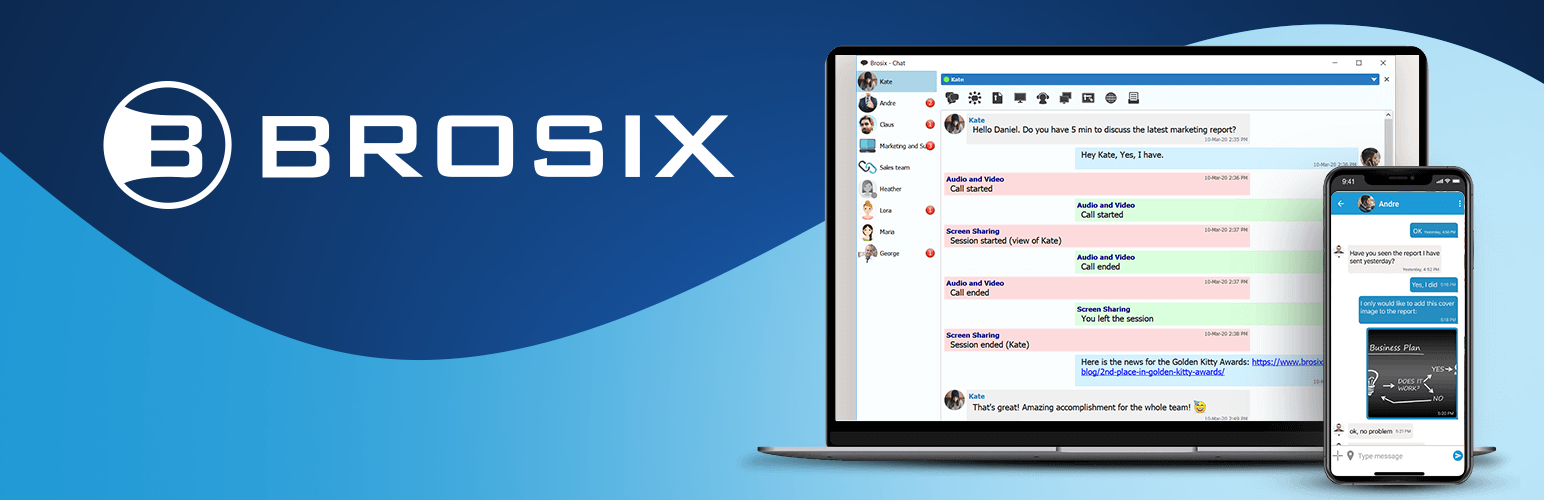 BROSIX
Brosix - Chat
Kate
Andre
2
Claus
1
Marketing and Su
3
Sales team
Heather
Lora
1
Maria
George
1
Kate
Kate
Hello Daniel. Do you have 5 min to discuss the latest marketing report?
10-Mar-20 2:35 PM
Hey Kate, Yes, I have.
10-Mar-20 2:36 PM
Audio and Video 10-Mar-20 2:36 PM
Call started
Audio and Video
Call started
Screen Sharing 10-Mar-20 2:37 PM
Session started (view of Kate)
Audio and Video
Call ended
Audio and Video 10-Mar-20 2:37 PM
Call ended
Screen Sharing
You left the session
Screen Sharing 10-Mar-20 2:38 PM
Session ended (Kate)
Here is the news for the Golden Kitty Awards: https://www.brosix
blog/2nd-place-in-golden-kitty-awards/
Kate
That's great! Amazing accomplishment for the whole team!
10-Mar-20 2:49 PM
9:41
Andre
OK Yesterday, 4:50 PM
Have you seen the report I have
sent yesterday?
Yesterday, 4:52 PM
Yes, I did 5:16 PM
I only would like to add this cover
image to the report:
5:18 PM
Business Plan
YES
DOES IT
WORK?
NO
5:20 PM
ok, no problem 5:21 PM
Type message